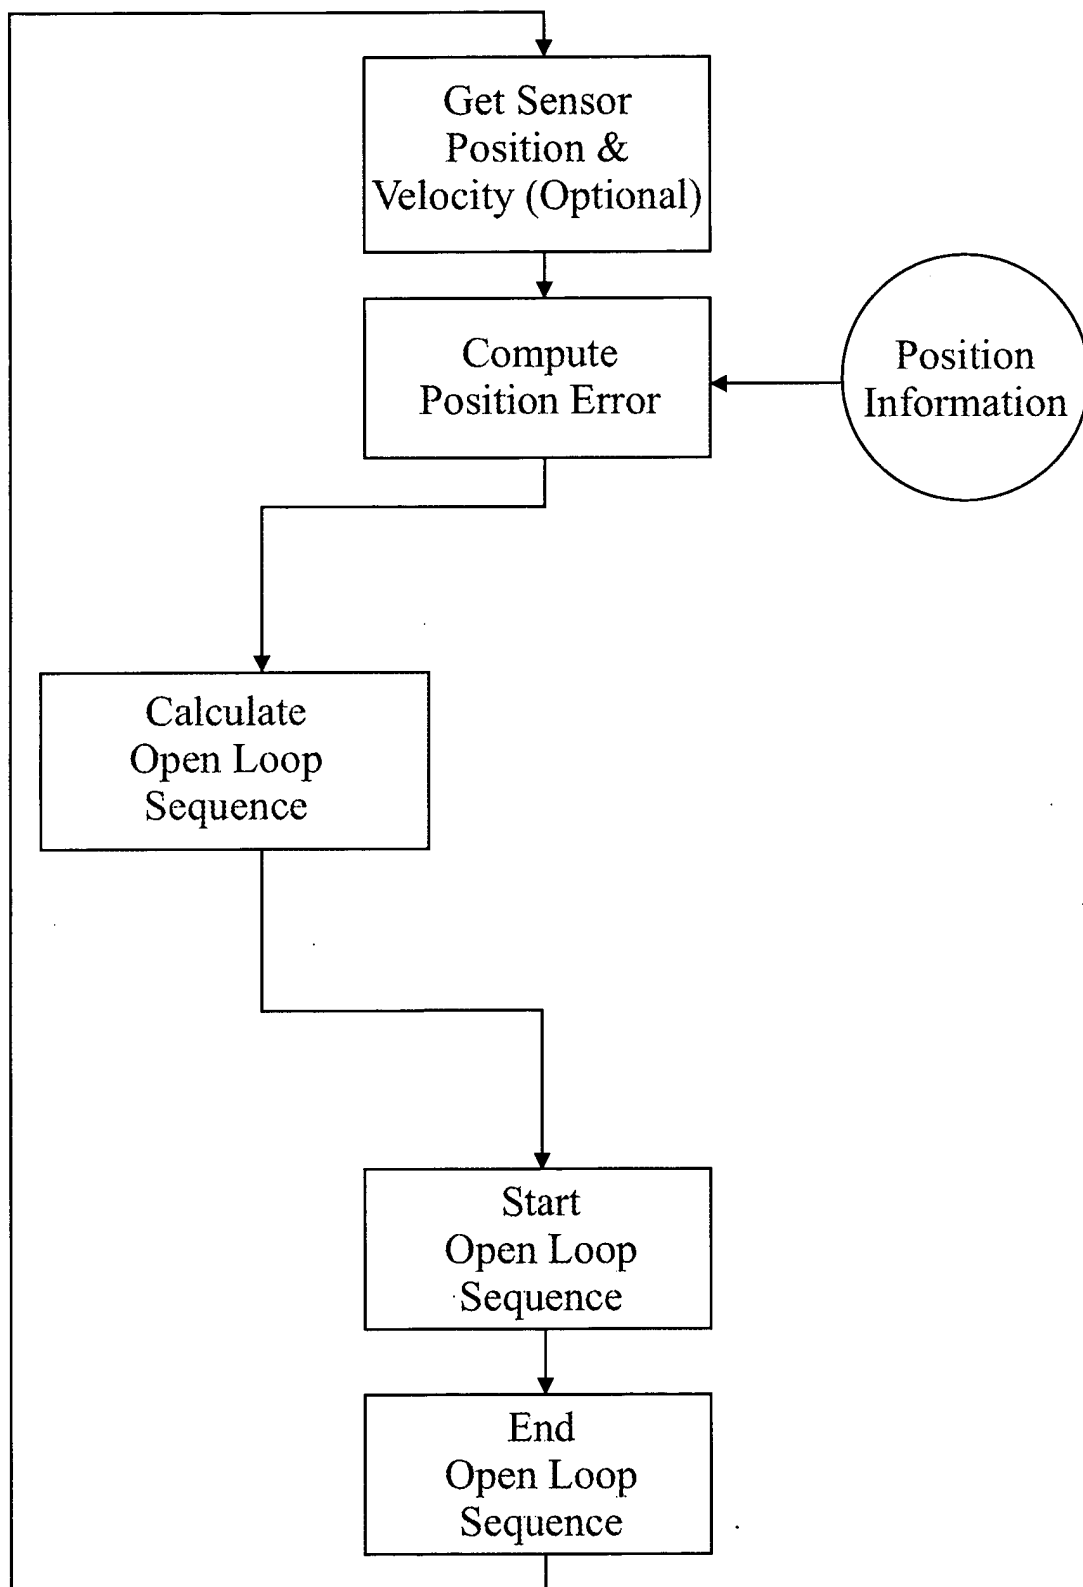 Get Sensor
Position &
Velocity (Optional)
Compute
Position Error
Position
Information
Calculate
Open Loop
Sequence
Start
Open Loop
Sequence
End
Open Loop
Sequence